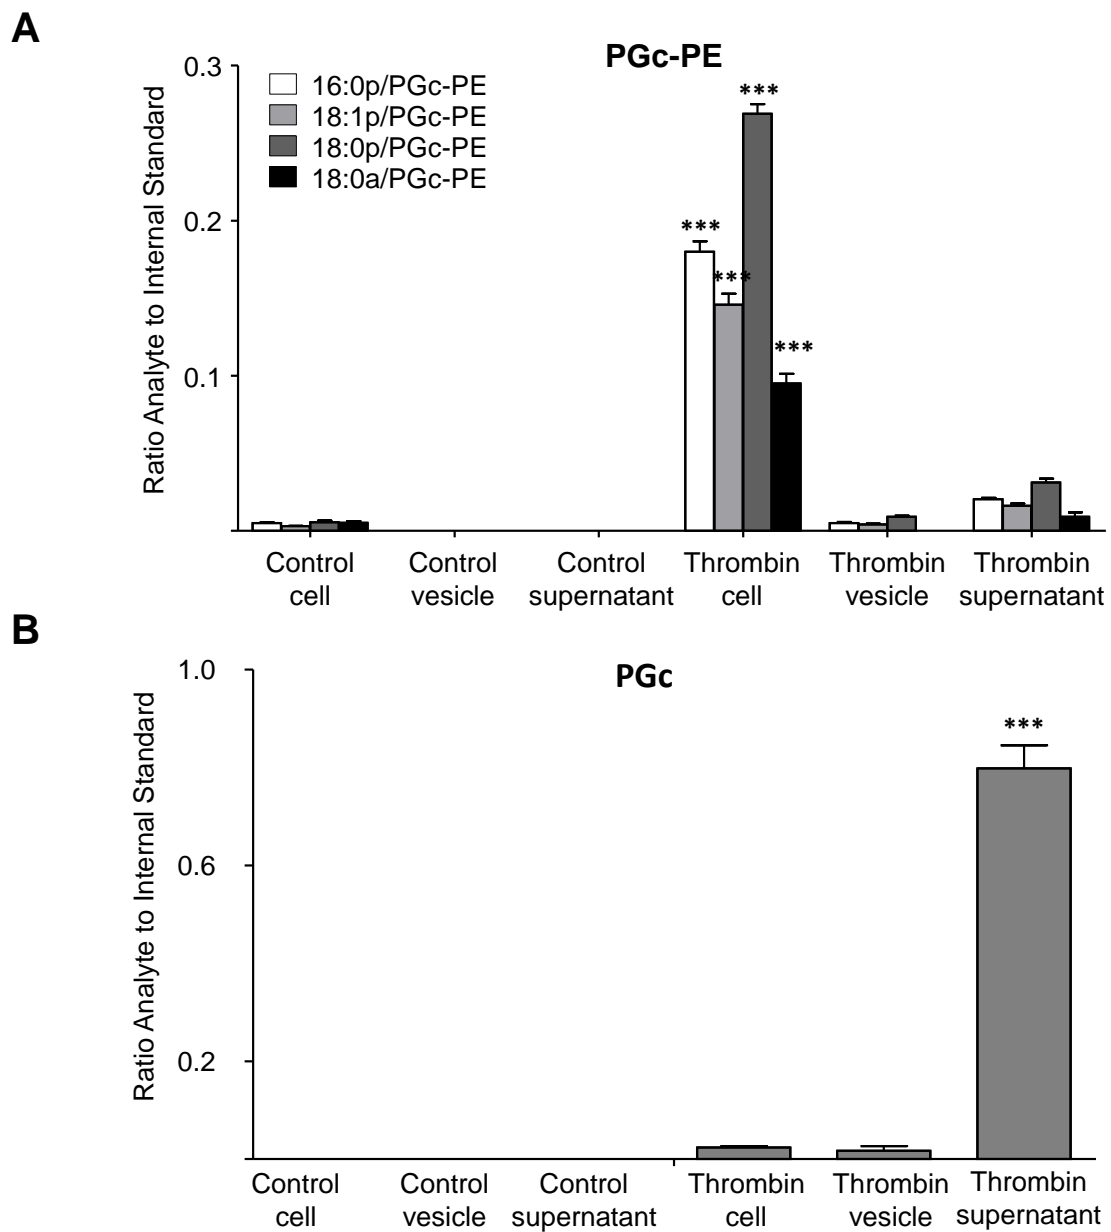 A
PGc-PE
0.3
0.2
0.1
Ratio Analyte to Internal Standard
16:0p/PGc-PE
18:1p/PGc-PE
18:0p/PGc-PE
18:0a/PGc-PE
***
***
***
***
Control
cell
Control
vesicle
Control
supernatant
Thrombin
cell
Thrombin
vesicle
Thrombin
supernatant
B
PGc
1.0
0.6
0.2
Ratio Analyte to Internal Standard
***
Control
cell
Control
vesicle
Control
supernatant
Thrombin
cell
Thrombin
vesicle
Thrombin
supernatant